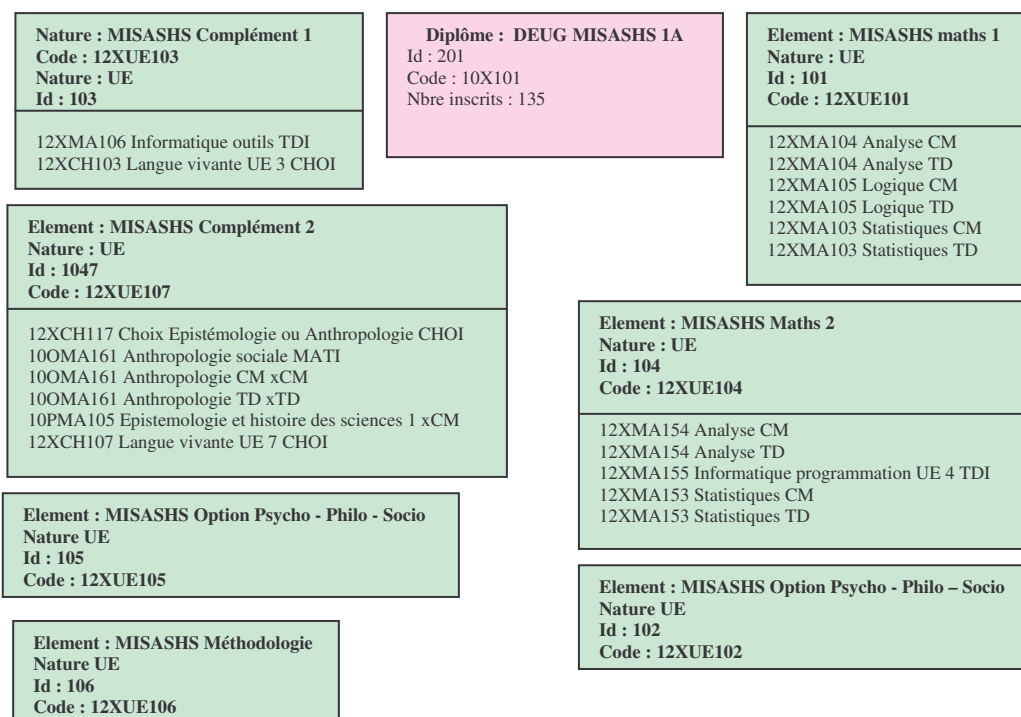 Nature : MISASHS Complément 1
Code : 12XUE103
Nature : UE
Id : 103
12XMA106 Informatique outils TDI
12XCH103 Langue vivante UE 3 CHOI
Diplôme : DEUG MISASHS 1A
Id : 201
Code : 10X101
Nbre inscrits : 135
Element : MISASHS maths 1
Nature : UE
Id : 101
Code : 12XUE101
12XMA104 Analyse CM
12XMA104 Analyse TD
12XMA105 Logique CM
12XMA105 Logique TD
12XMA103 Statistiques CM
12XMA103 Statistiques TD
Element : MISASHS Complément 2
Nature : UE
Id : 1047
Code : 12XUE107
12XCH117 Choix Epistémologie ou Anthropologie CHOI
10OMA161 Anthropologie sociale MATI
10OMA161 Anthropologie CM xCM
10OMA161 Anthropologie TD xTD
10PMA105 Epistemologie et histoire des sciences 1 xCM
12XCH107 Langue vivante UE 7 CHOI
Element : MISASHS Maths 2
Nature : UE
Id : 104
Code : 12XUE104
12XMA154 Analyse CM
12XMA154 Analyse TD
12XMA155 Informatique programmation UE 4 TDI
12XMA153 Statistiques CM
12XMA153 Statistiques TD
Element : MISASHS Option Psycho - Philo - Socio
Nature UE
Id : 105
Code : 12XUE105
Element : MISASHS Option Psycho - Philo – Socio
Nature UE
Id : 102
Code : 12XUE102
Element : MISASHS Méthodologie
Nature UE
Id : 106
Code : 12XUE106